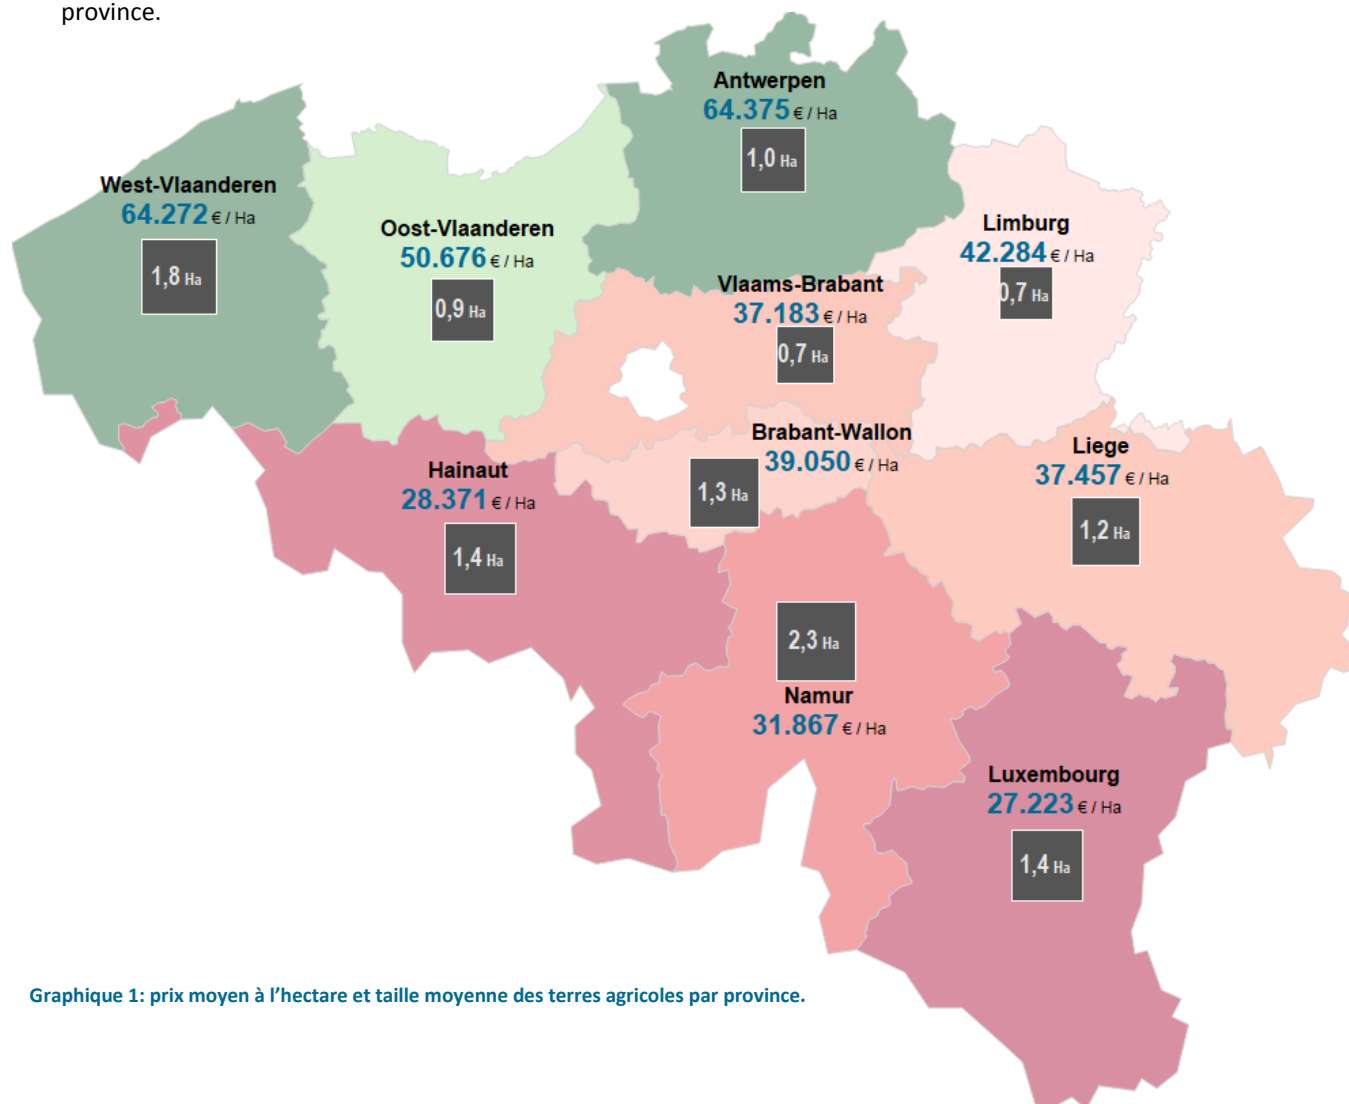 province.
Antwerpen
64.375 € / Ha
1,0 Ha
West-Vlaanderen
64.272 € / Ha
1,8 Ha
Oost-Vlaanderen
50.676 € / Ha
0,9 Ha
Limburg
42.284 € / Ha
0,7 Ha
Vlaams-Brabant
37.183 € / Ha
0,7 Ha
Brabant-Wallon
39.050 € / Ha
1,3 Ha
Liege
37.457 € / Ha
1,2 Ha
Hainaut
28.371 € / Ha
1,4 Ha
2,3 Ha
Namur
31.867 € / Ha
Luxembourg
27.223 € / Ha
1,4 Ha
Graphique 1: prix moyen à l’hectare et taille moyenne des terres agricoles par province.